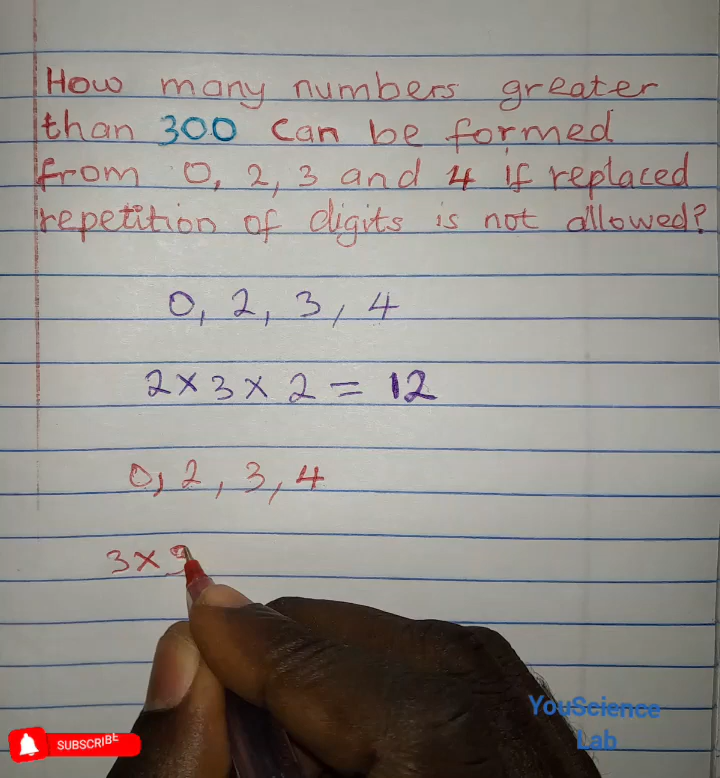 How many numbers greater
than 300 can be formed
from 0, 2, 3 and 4 if replaced
repetition of digits is not allowed?
0, 2, 3, 4
2 × 3 × 2 = 12
0, 2, 3, 4
3 ×
YouScience
Lab
SUBSCRIBE